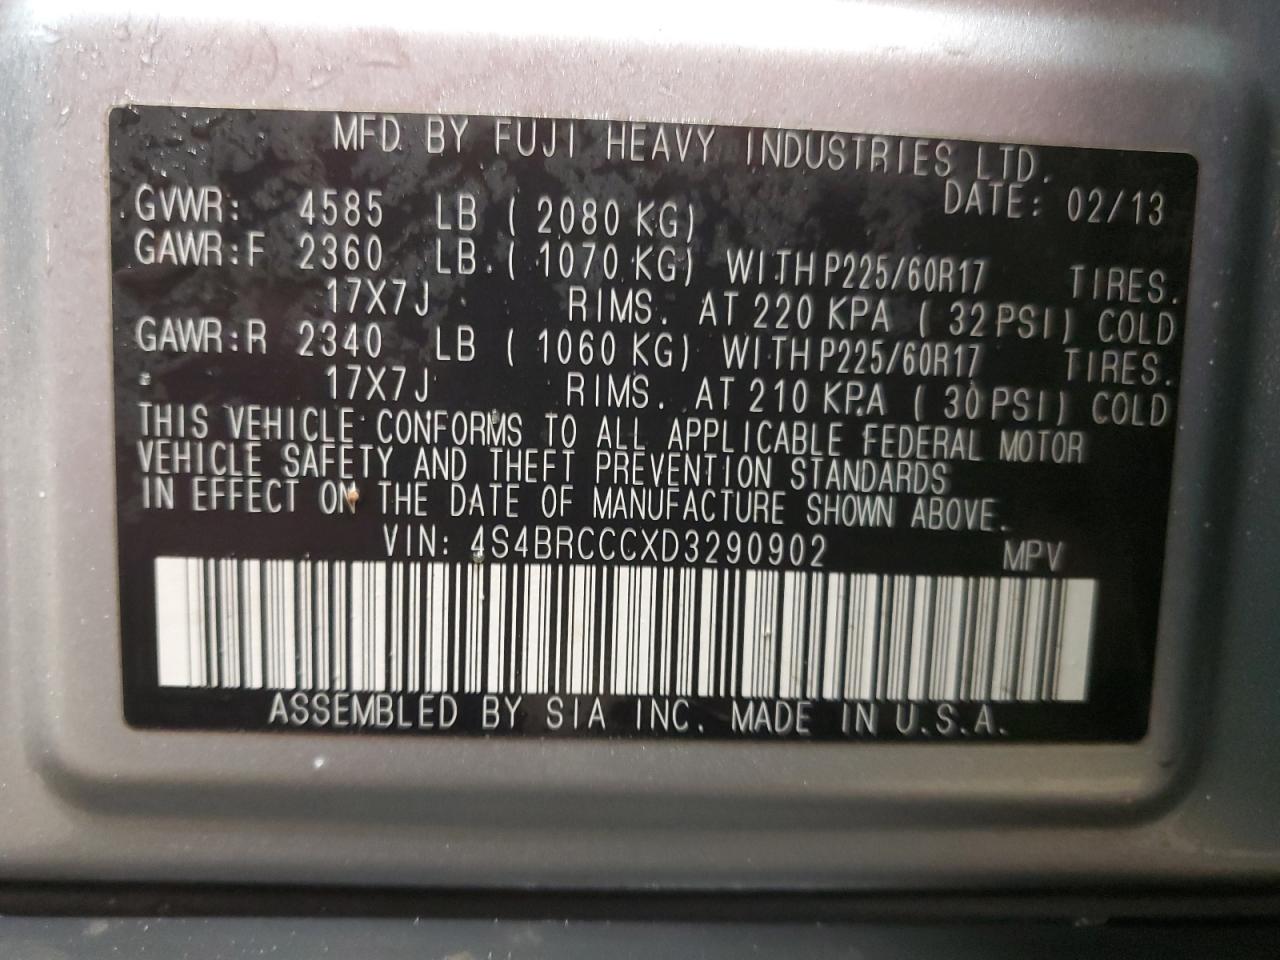 MFD. BY FUJI HEAVY INDUSTRIES LTD.
DATE: 02/13
GVWR: 4585 LB ( 2080 KG)
GAWR:F 2360 LB ( 1070 KG) WITH P225/60R17 TIRES.
17X7J RIMS. AT 220 KPA ( 32 PSI) COLD
GAWR:R 2340 LB ( 1060 KG) WITH P225/60R17 TIRES.
17X7J RIMS. AT 210 KPA ( 30 PSI) COLD
THIS VEHICLE CONFORMS TO ALL APPLICABLE FEDERAL MOTOR
VEHICLE SAFETY AND THEFT PREVENTION STANDARDS
IN EFFECT ON THE DATE OF MANUFACTURE SHOWN ABOVE.
VIN: 4S4BRCCCXD3290902 MPV
ASSEMBLED BY SIA INC. MADE IN U.S.A.